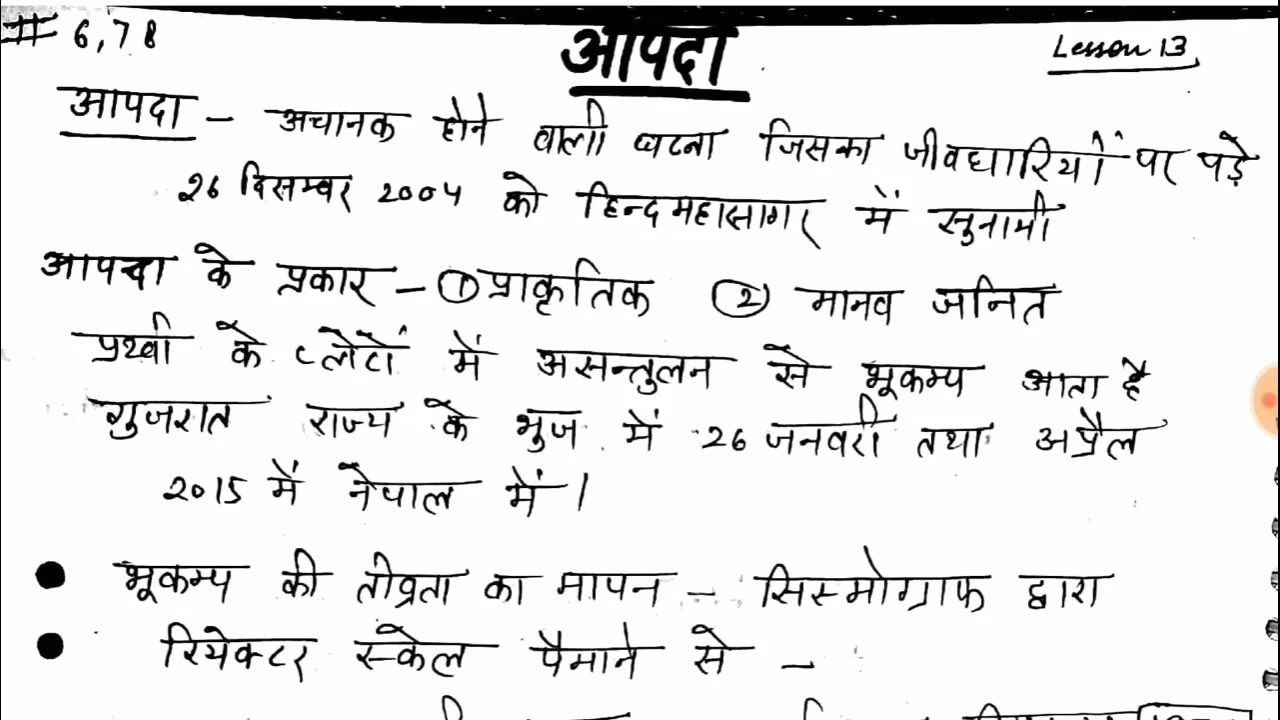 # 6,78
आपदा
Lesson 13
आपदा - अचानक होने वाली घटना जिसका जीवधारियों पर पड़े
26 दिसम्बर 2004 को हिन्दमहासागर में सुनामी
आपदा के प्रकार - ① प्राकृतिक ② मानव जनित
प्रथ्वी के प्लेटों में असन्तुलन से भूकम्प आता है
गुजरात राज्य के भुज में 26 जनवरी तथा अप्रैल
2015 में नेपाल में।
● भूकम्प की तीव्रता का मापन - सिस्मोग्राफ द्वारा
● रियेक्टर स्केल पैमाने से -